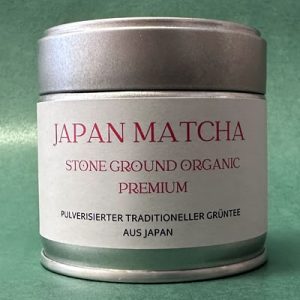 JAPAN MATCHA
STONE GROUND ORGANIC
PREMIUM
PULVERISIERTER TRADITIONELLER GRÜNTEE
AUS JAPAN